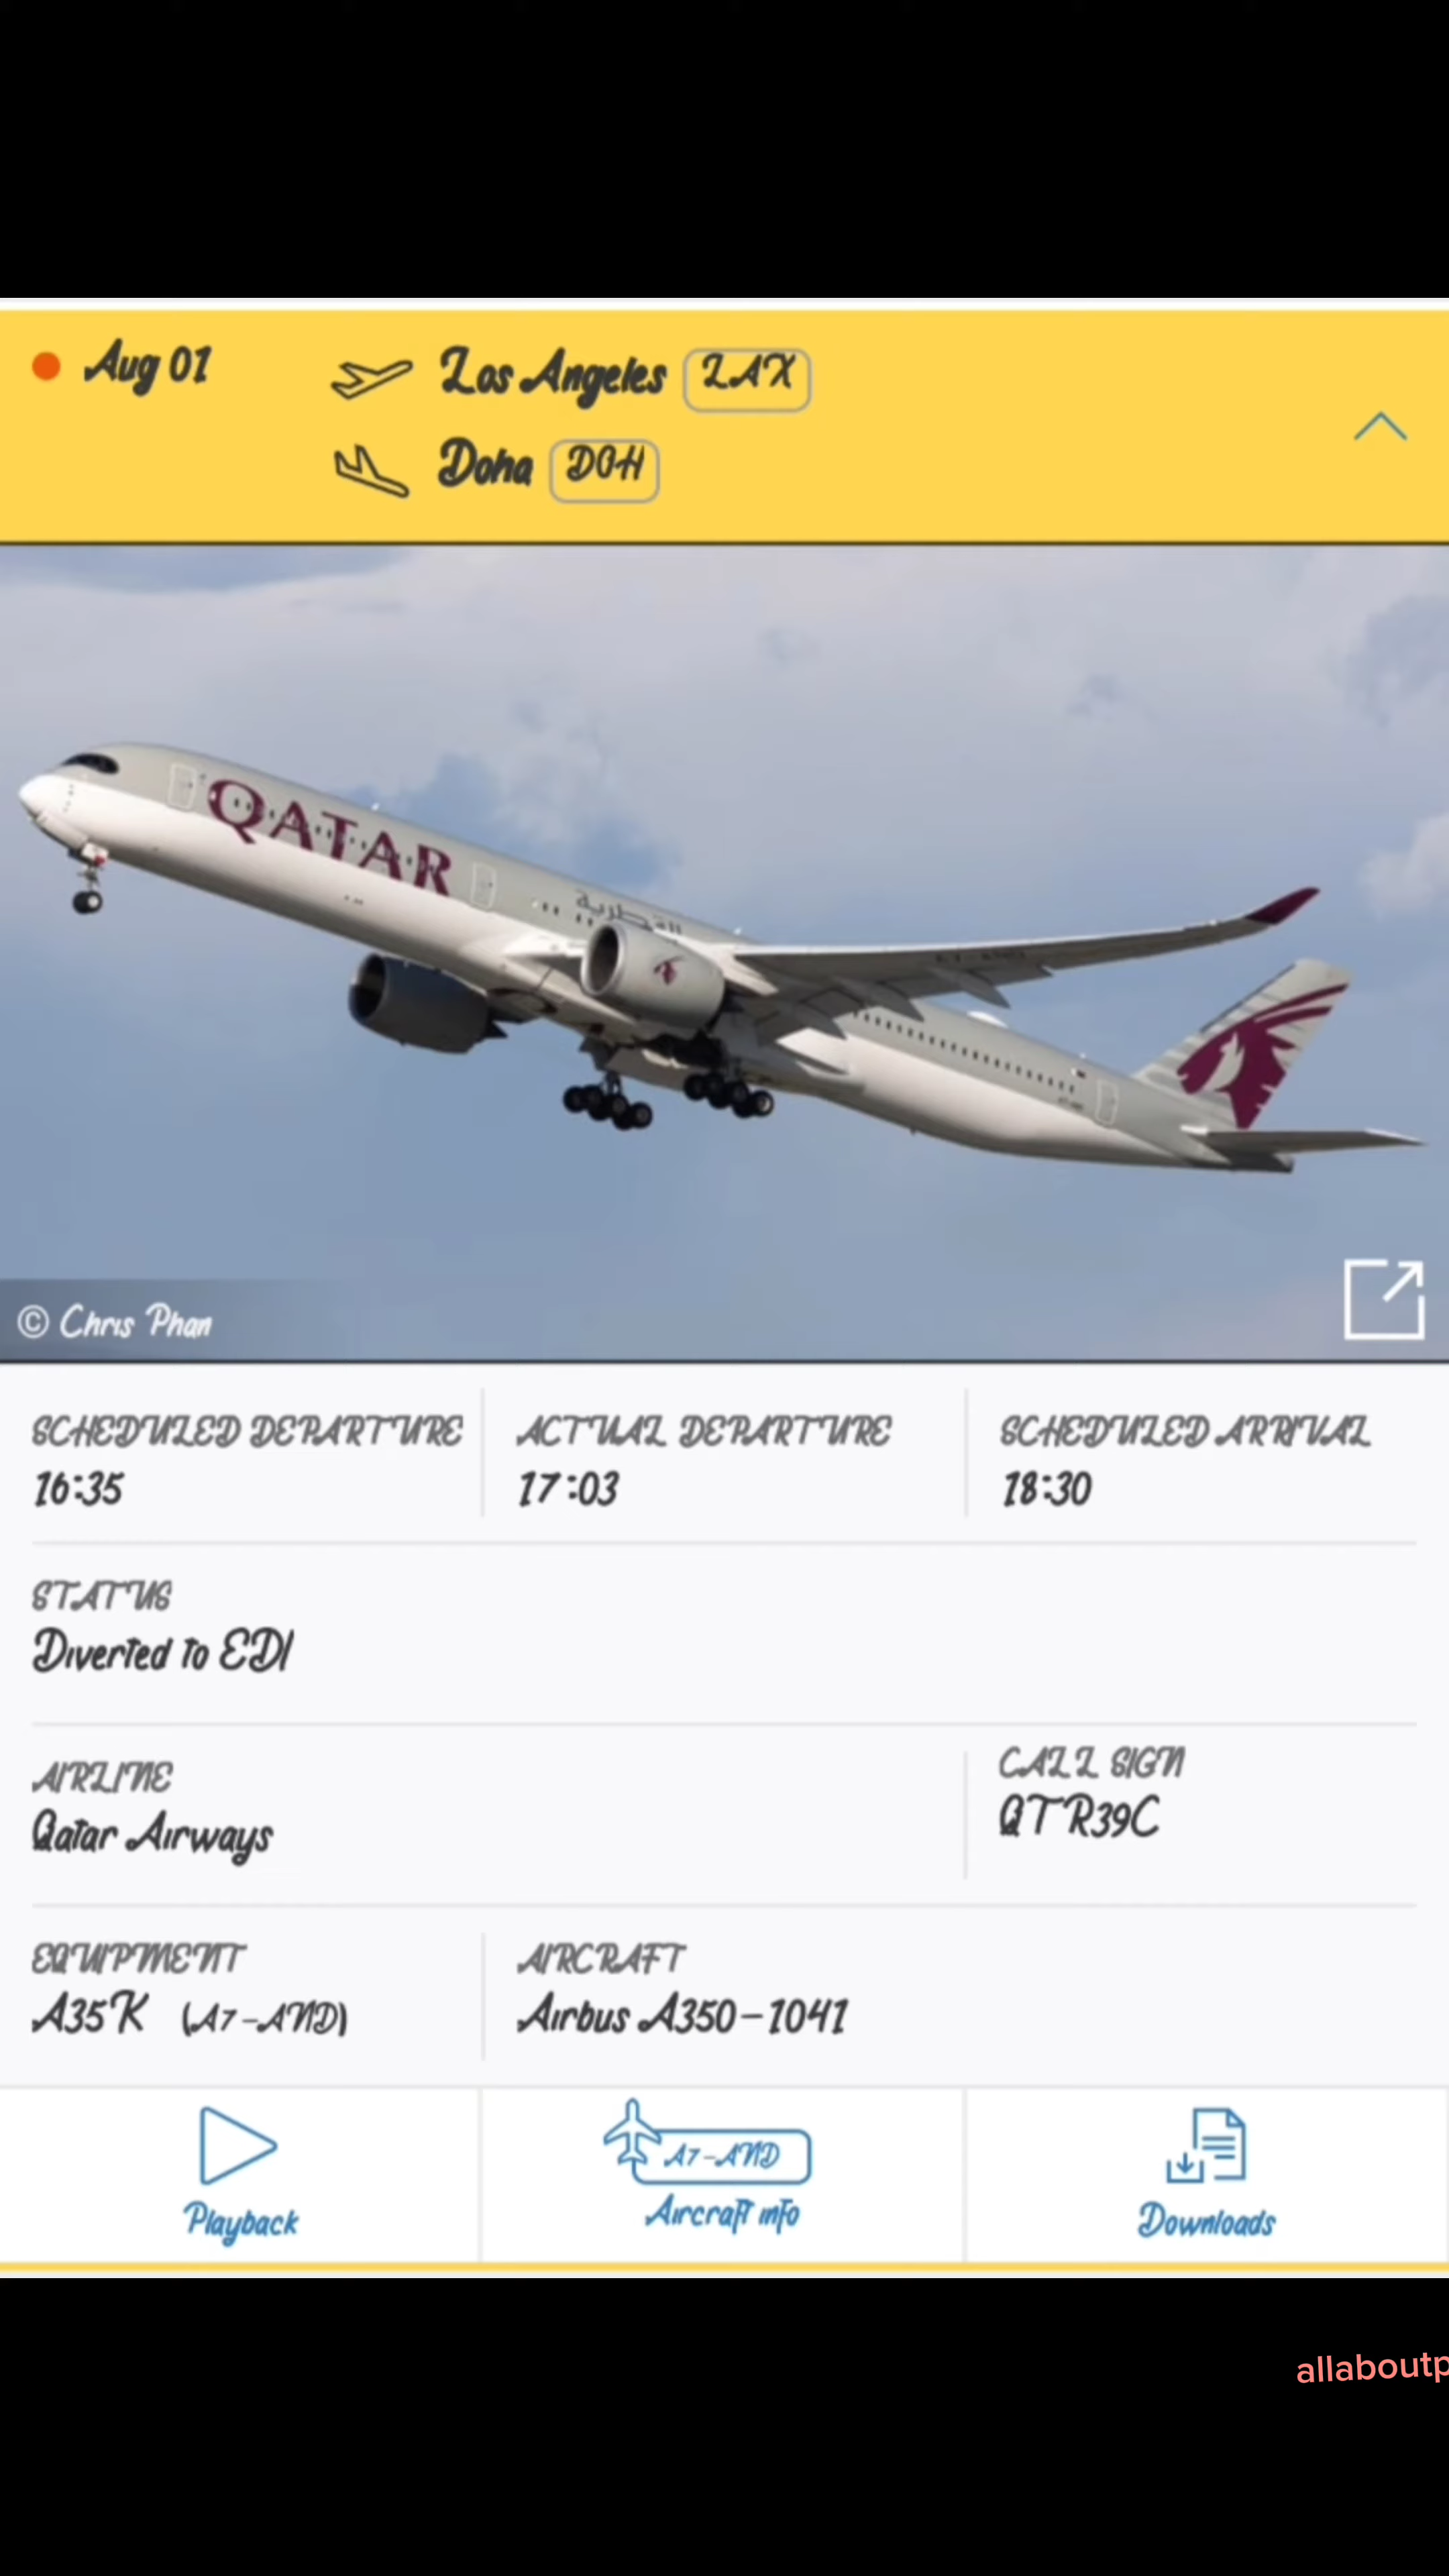 Aug 01
Los Angeles LAX
Doha DOH
QATAR
القطرية
© Chris Phan
SCHEDULED DEPARTURE
16:35
ACTUAL DEPARTURE
17:03
SCHEDULED ARRIVAL
18:30
STATUS
Diverted to EDI
AIRLINE
Qatar Airways
CALL SIGN
QTR39C
EQUIPMENT
A35K (A7-AND)
AIRCRAFT
Airbus A350-1041
Playback
A7-AND
Aircraft info
Downloads
allaboutp